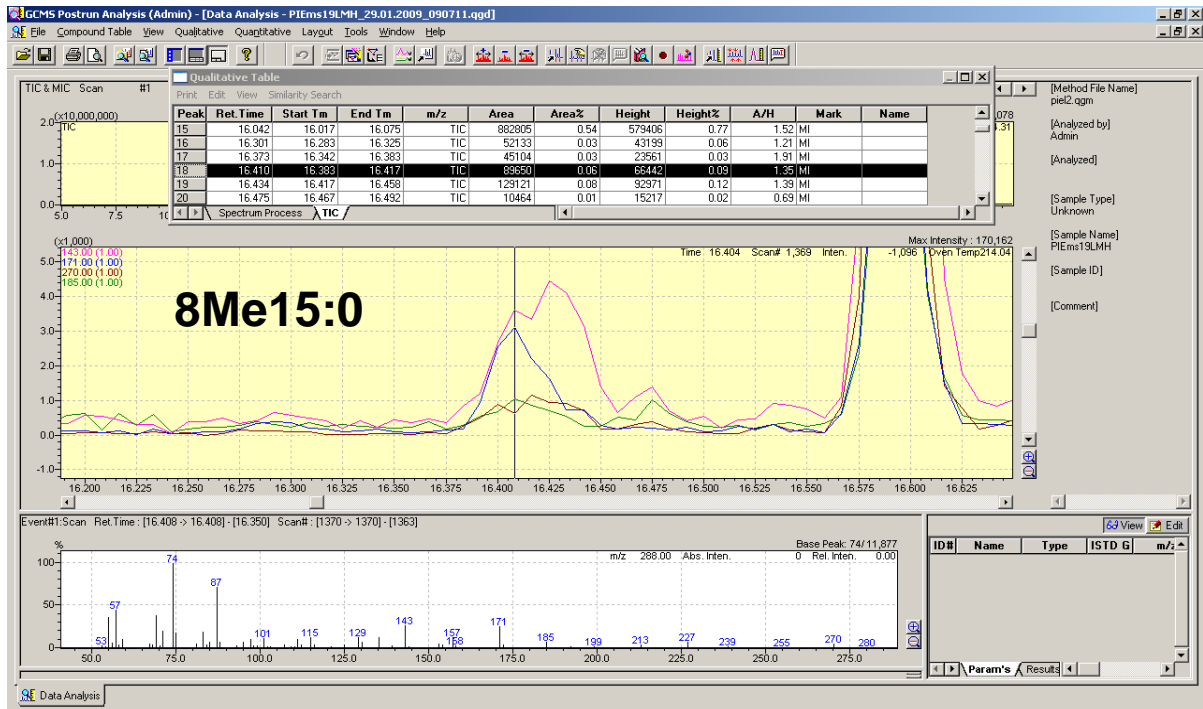 GCMS Postrun Analysis (Admin) - [Data Analysis - PIEms19LMH_29.01.2009_090711.qgd]
File Compound Table View Qualitative Quantitative Layout Tools Window Help
TIC & MIC Scan #1
(x10,000,000)
2.0 TIC
1.0
0.0
5.0 7.5 10
,078
4.31
Qualitative Table
Print Edit View Similarity Search
Peak Ret.Time Start Tm End Tm m/z Area Area% Height Height% A/H Mark Name
15 16.042 16.017 16.075 TIC 882805 0.54 579406 0.77 1.52 MI
16 16.301 16.283 16.325 TIC 52133 0.03 43199 0.06 1.21 MI
17 16.373 16.342 16.383 TIC 45104 0.03 23561 0.03 1.91 MI
18 16.410 16.383 16.417 TIC 89650 0.06 66442 0.09 1.35 MI
19 16.434 16.417 16.458 TIC 129121 0.08 92971 0.12 1.39 MI
20 16.475 16.467 16.492 TIC 10464 0.01 15217 0.02 0.69 MI
Spectrum Process TIC
[Method File Name]
piel2.qgm
[Analyzed by]
Admin
[Analyzed]
[Sample Type]
Unknown
[Sample Name]
PIEms19LMH
[Sample ID]
[Comment]
(x1,000)
Max Intensity : 170,162
Time 16.404 Scan# 1,369 Inten. -1,096 Oven Temp 214.04
143.00 (1.00)
171.00 (1.00)
270.00 (1.00)
185.00 (1.00)
8Me15:0
5.0
4.0
3.0
2.0
1.0
0.0
-1.0
16.200 16.225 16.250 16.275 16.300 16.325 16.350 16.375 16.400 16.425 16.450 16.475 16.500 16.525 16.550 16.575 16.600 16.625
Event#1:Scan Ret.Time : [16.408 -> 16.408] - [16.350] Scan# : [1370 -> 1370] - [1363]
%
Base Peak: 74/11,877
m/z 288.00 Abs. Inten. 0 Rel. Inten. 0.00
100
50
0
53 57 74 87 101 115 129 143 157 158 171 185 199 213 227 239 255 270 280
50.0 75.0 100.0 125.0 150.0 175.0 200.0 225.0 250.0 275.0
View Edit
ID# Name Type ISTD G m/z
Param's Results
Data Analysis